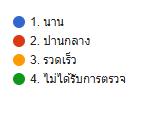 1. นาน
2. ปานกลาง
3. รวดเร็ว
4. ไม่ได้รับการตรวจ